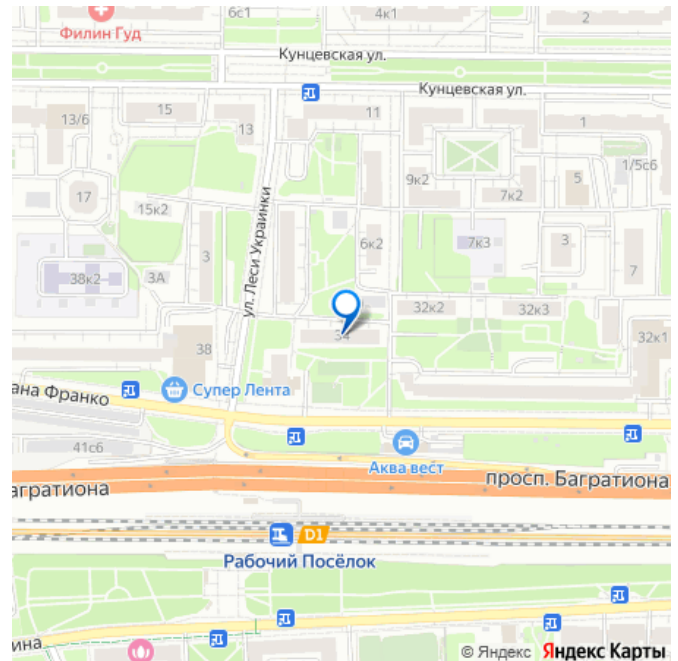 6с1
4к1
2
Филин Гуд
Кунцевская ул.
Кунцевская ул.
15
11
13/6
13
1
1/5с6
17
9к2
5
7к2
15к2
ул. Леси Украинки
3
6к2
7к3
3
7
38к2
3А
32к2
32к3
34
32к1
38
ана Франко
Супер Лента
41с6
Аква вест
просп. Багратиона
агратиона
D1
Рабочий Посёлок
ина
© Яндекс Яндекс Карты